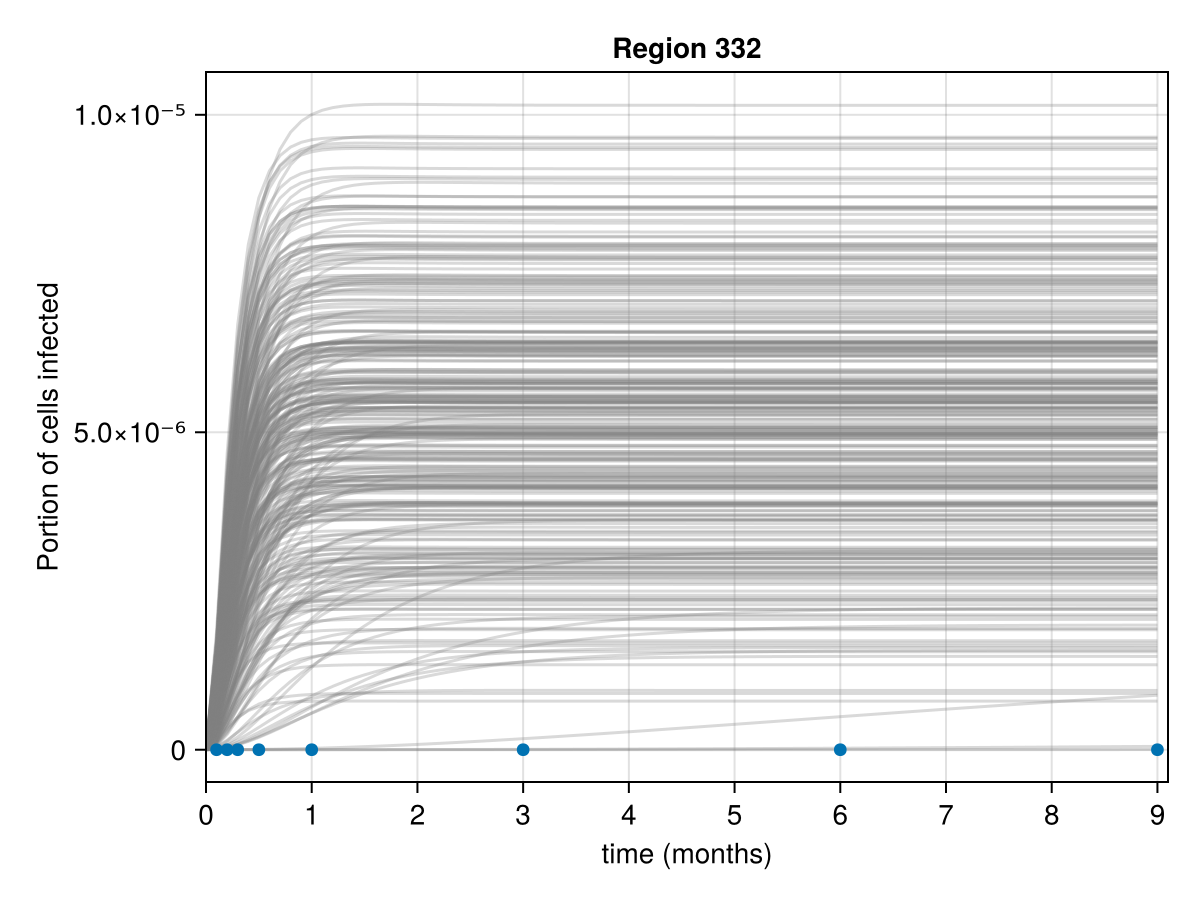 Region 332
1.0×10⁻⁵
Portion of cells infected
5.0×10⁻⁶
0
0 1 2 3 4 5 6 7 8 9
time (months)